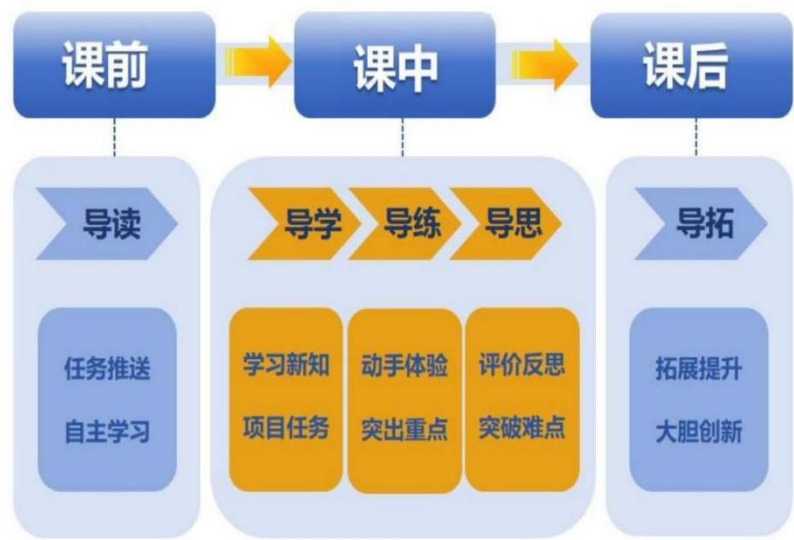 课前
课中
课后
导读
导学
导练
导思
导拓
任务推送
自主学习
学习新知
项目任务
动手体验
突出重点
评价反思
突破难点
拓展提升
大胆创新